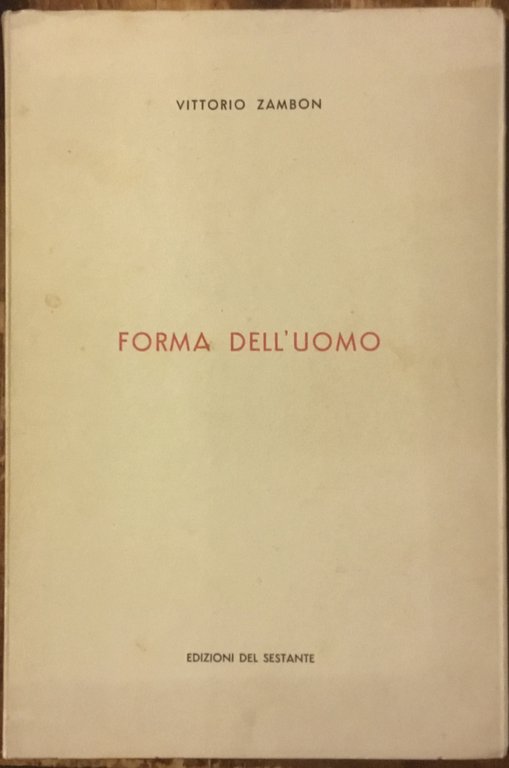 VITTORIO ZAMBON
FORMA DELL'UOMO
EDIZIONI DEL SESTANTE